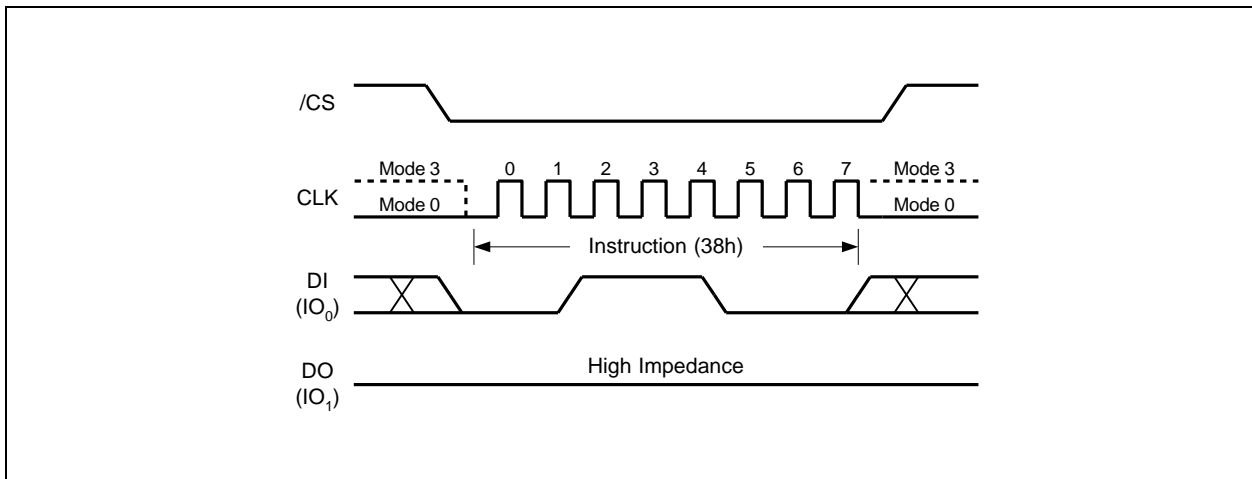 /CS
Mode 3 0 1 2 3 4 5 6 7 Mode 3
CLK
Mode 0 Mode 0
Instruction (38h)
DI
(IO₀)
High Impedance
DO
(IO₁)